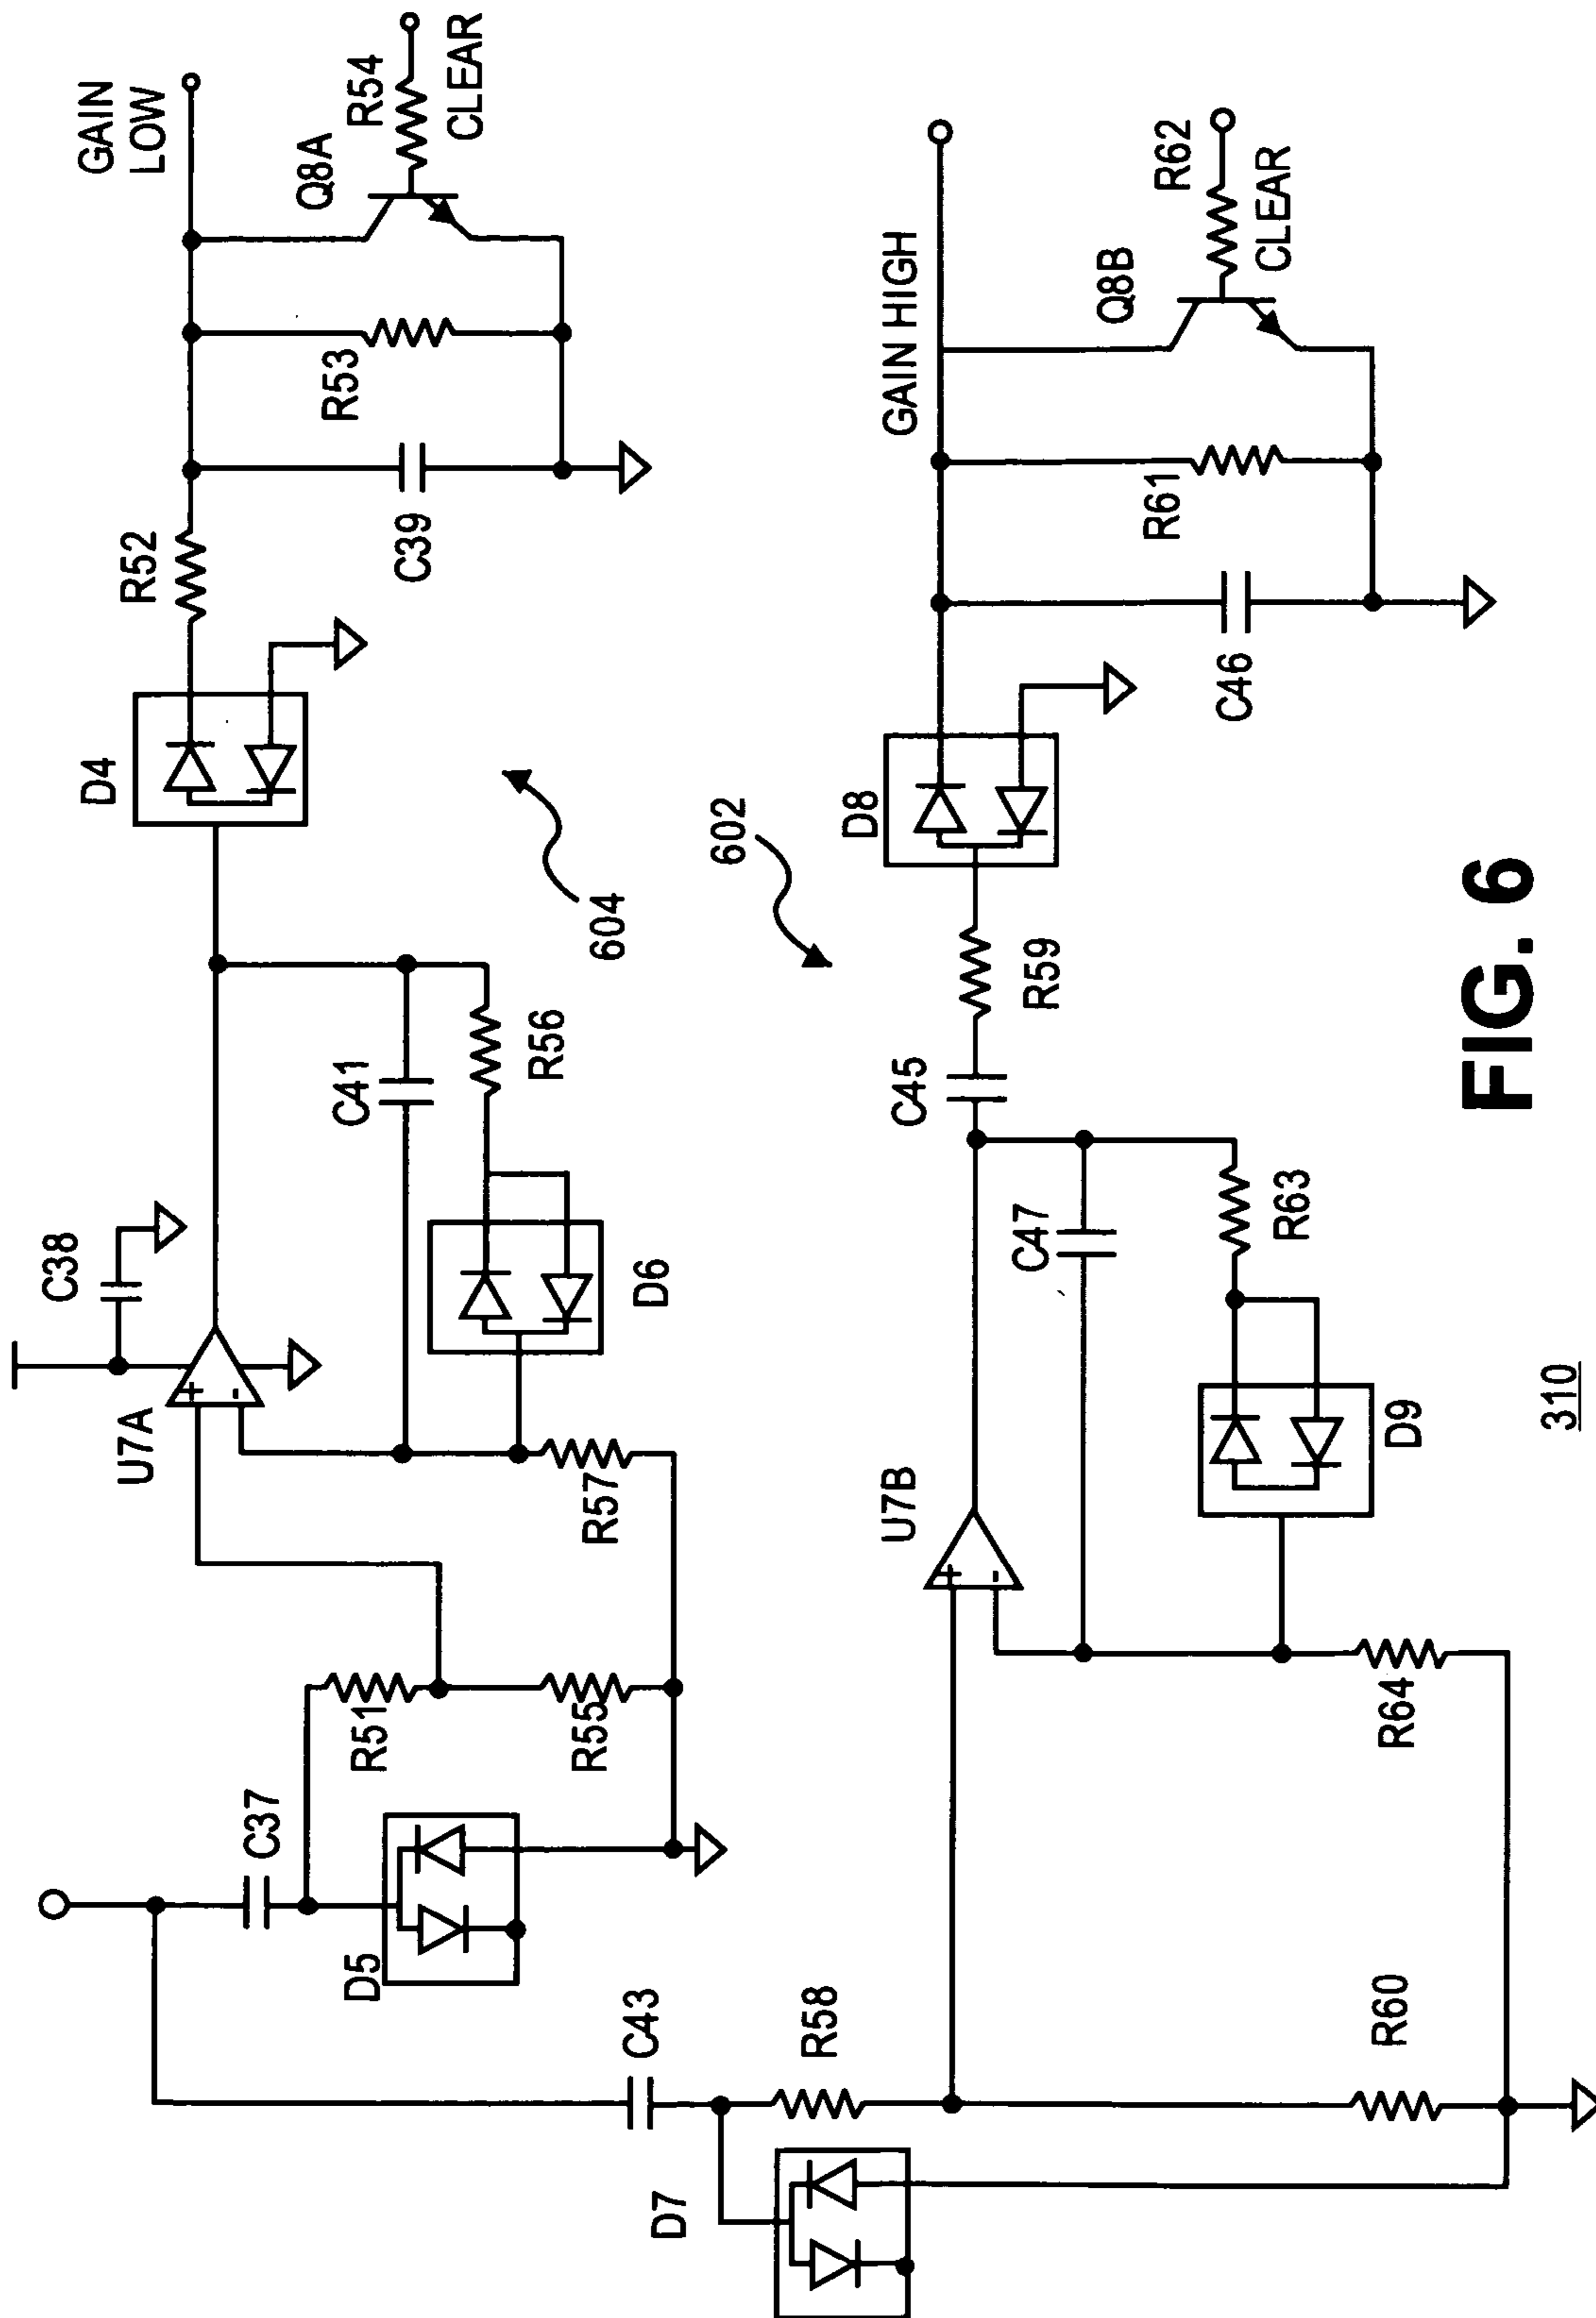 GAIN
LOW
R54
CLEAR
Q8A
R53
C39
R52
D4
604
C38
U7A
+
-
C41
R56
D6
R57
R51
R55
C37
D5
GAIN HIGH
R62
CLEAR
Q8B
R61
C46
D8
602
R59
C45
C47
R63
D9
U7B
+
-
R64
C43
R58
R60
D7
310
FIG. 6